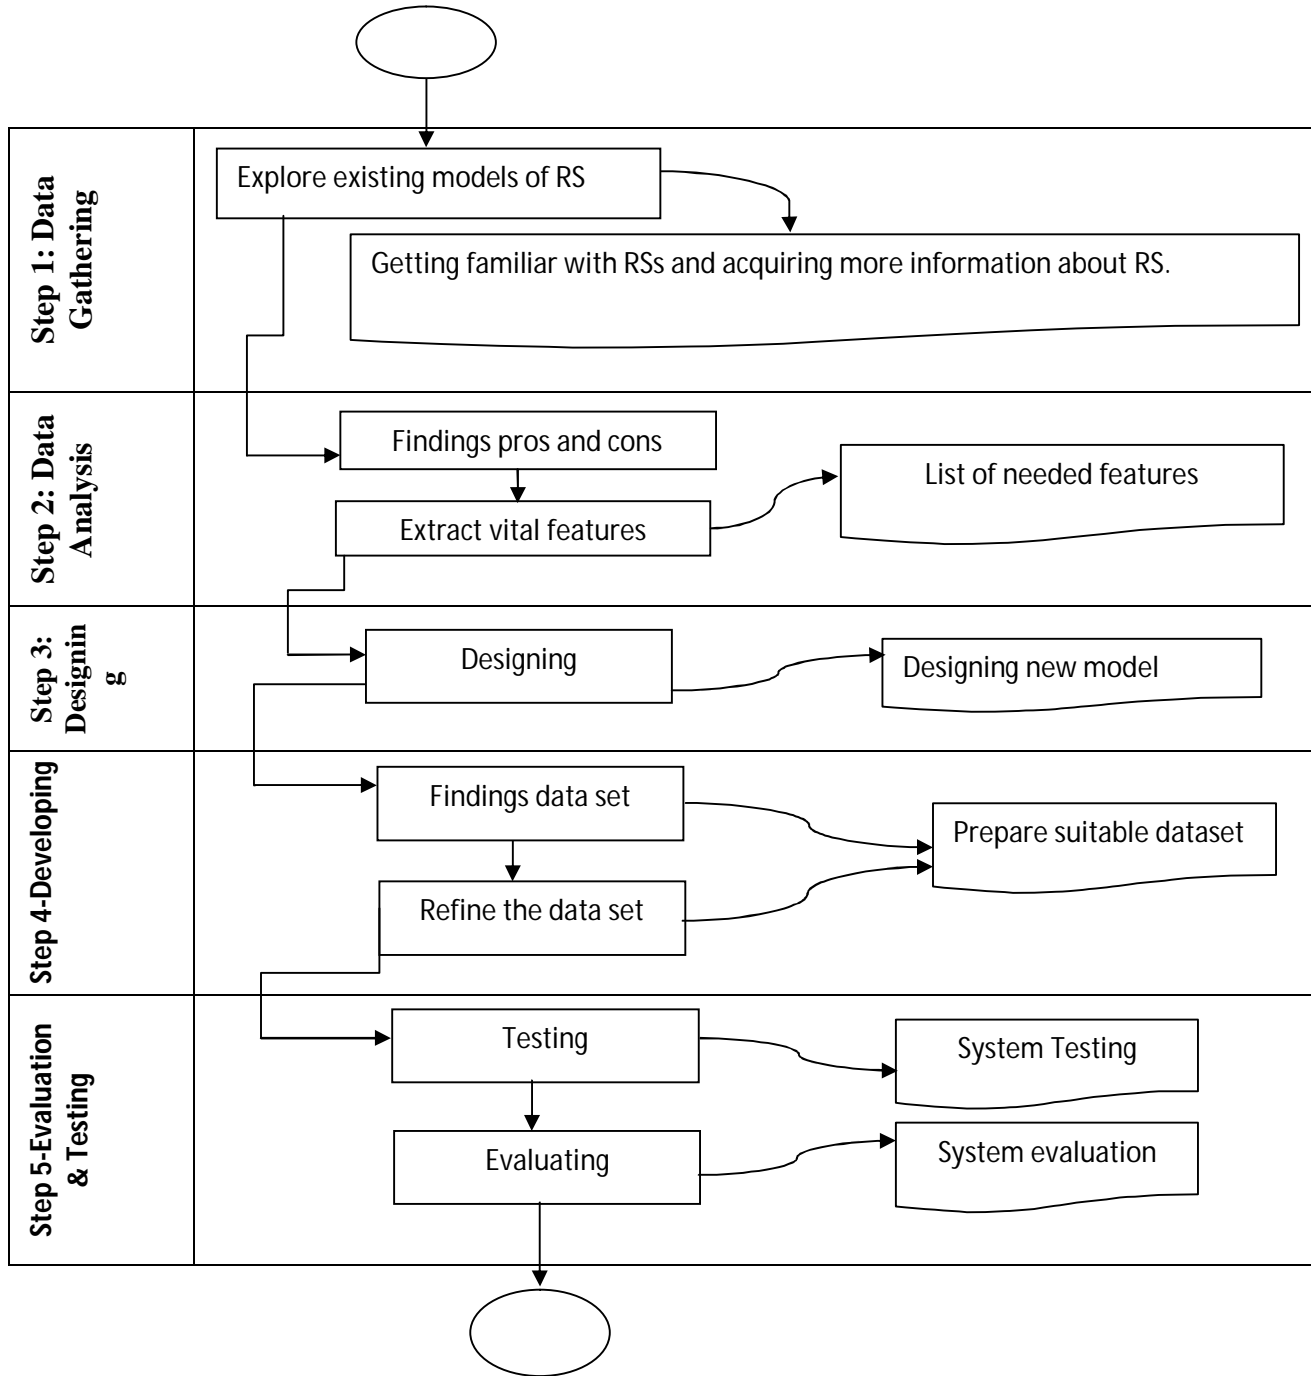 Step 1: Data
Gathering
Explore existing models of RS
Getting familiar with RSs and acquiring more information about RS.
Step 2: Data
Analysis
Findings pros and cons
Extract vital features
List of needed features
Step 3:
Designin
g
Designing
Designing new model
Step 4-Developing
Findings data set
Refine the data set
Prepare suitable dataset
Step 5-Evaluation
& Testing
Testing
System Testing
Evaluating
System evaluation